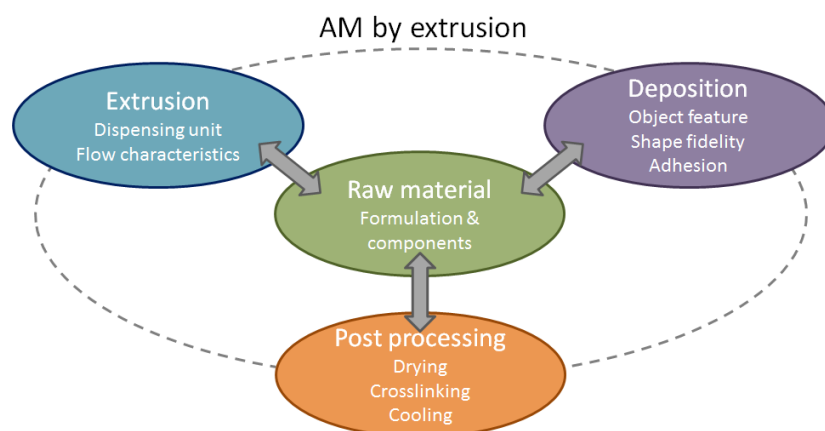 AM by extrusion
Extrusion
Dispensing unit
Flow characteristics
Deposition
Object feature
Shape fidelity
Adhesion
Raw material
Formulation &
components
Post processing
Drying
Crosslinking
Cooling